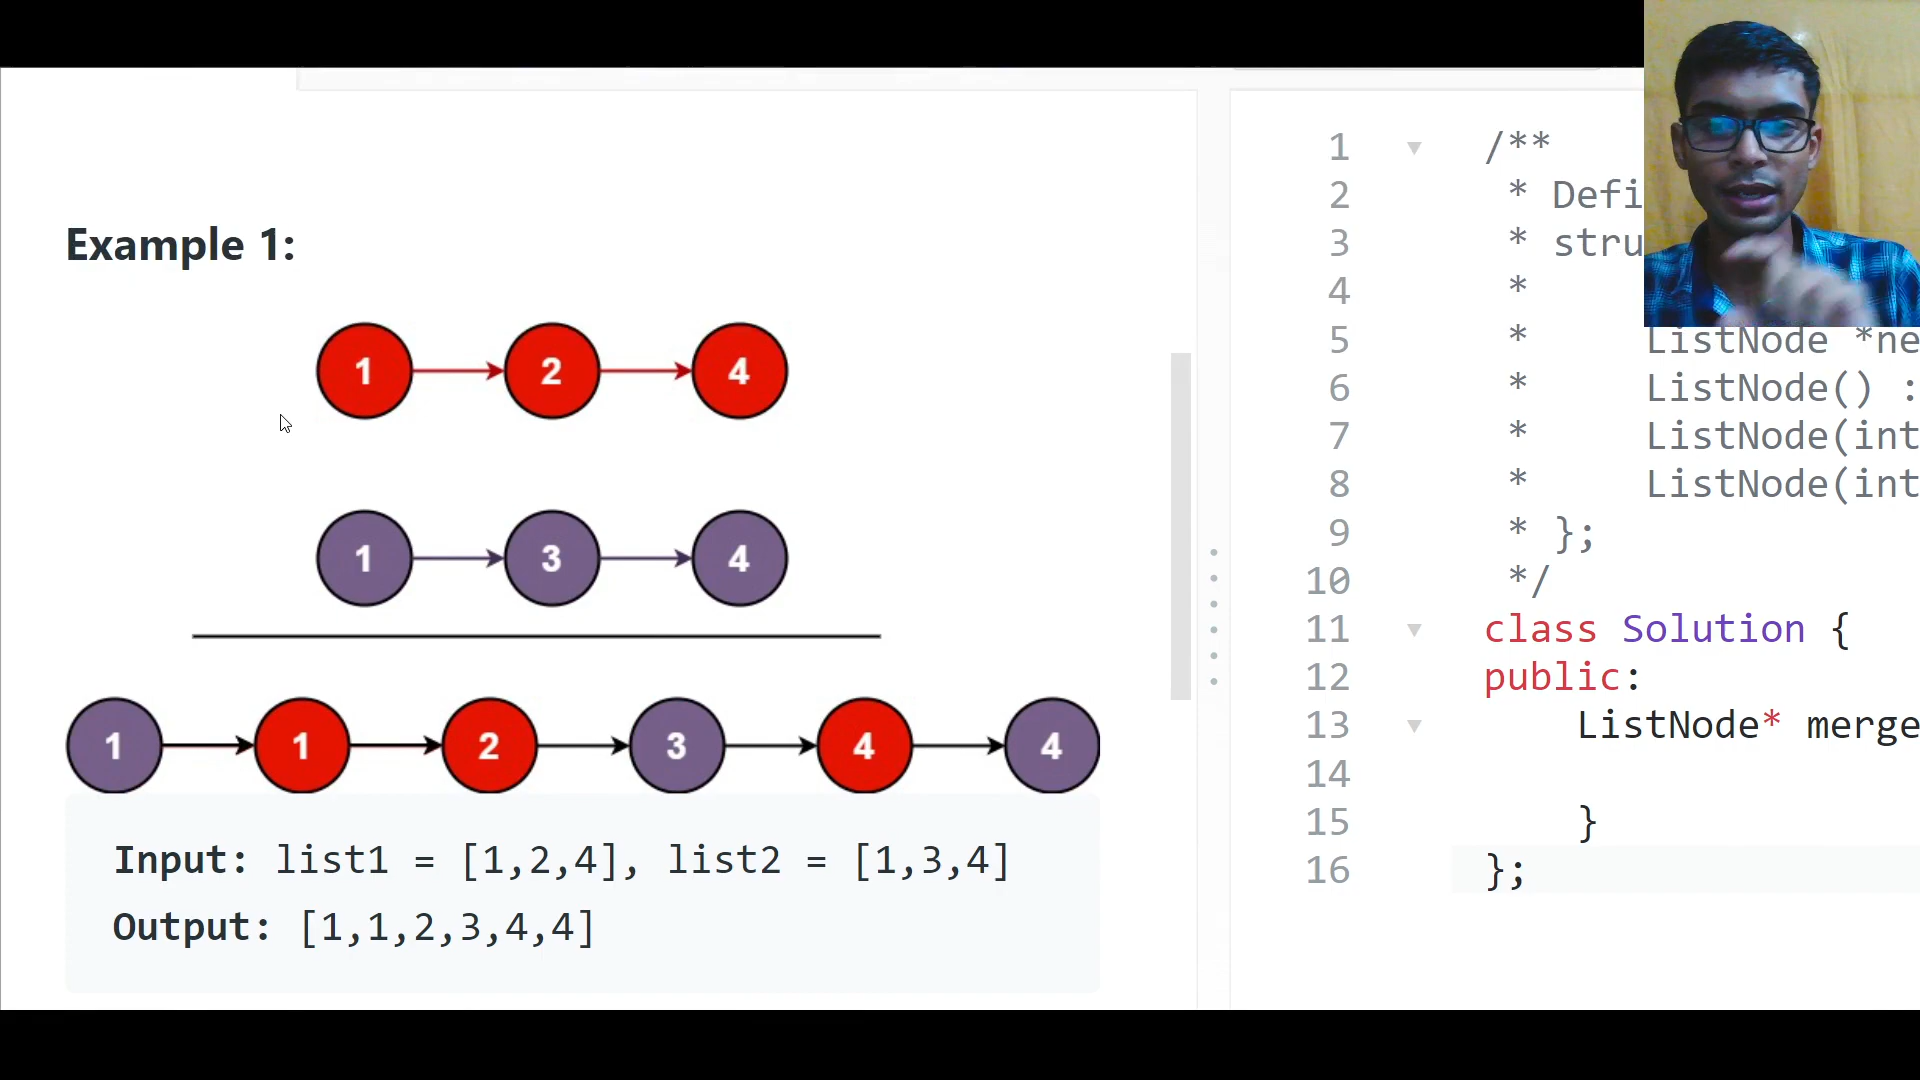 Example 1:
1 2 4
1 3 4
1 1 2 3 4 4
Input: list1 = [1,2,4], list2 = [1,3,4]
Output: [1,1,2,3,4,4]
1 /**
2 * Defi
3 * stru
4 *
5 * ListNode *ne
6 * ListNode() :
7 * ListNode(int
8 * ListNode(int
9 * };
10 */
11 class Solution {
12 public:
13 ListNode* merge
14
15 }
16 };